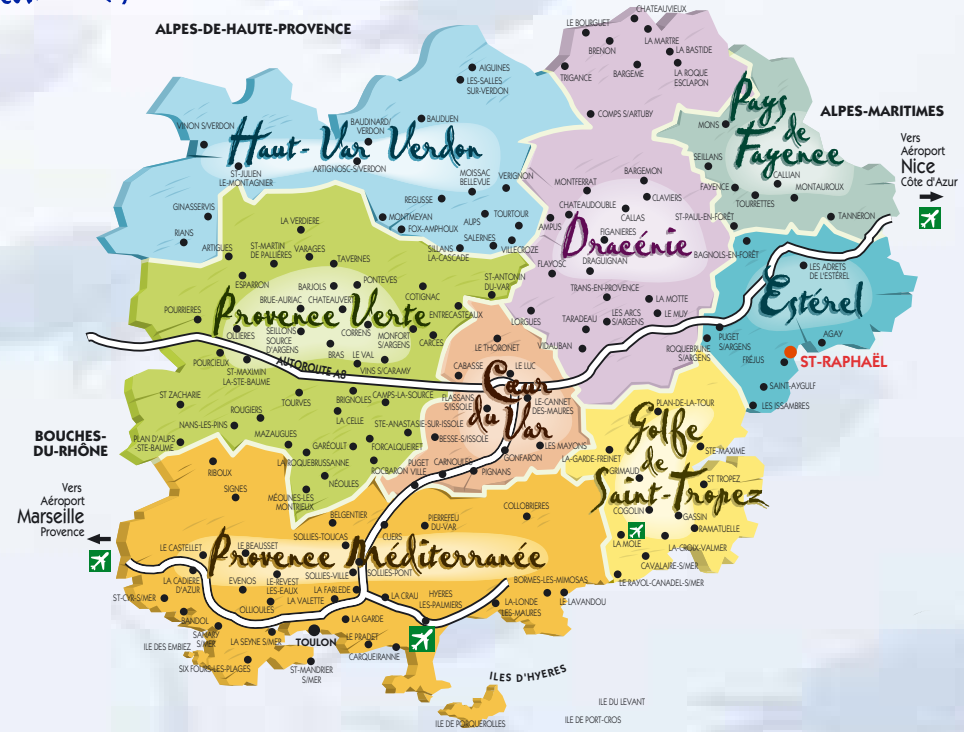 ALPES-DE-HAUTE-PROVENCE
CHATEAUVIEUX
LE BOURGUET
LA MARTRE
BRENON
LA BASTIDE
AIGUINES
LES-SALLES
SUR-VERDON
TRIGANCE
BARGEME
LA ROQUE
ESCLAPON
COMPS S/ARTUBY
Pays
de
Fayence
ALPES-MARITIMES
MONS
VINON S/VERDON
BAUDINARD/
VERDON
BAUDUEN
Haut-Var Verdon
ARTIGNOSC-S/VERDON
ST-JULIEN
LE-MONTAGNIER
MOISSAC
BELLEVUE
VERIGNON
SEILLANS
CALLIAN
FAYENCE
MONTAUROUX
TOURRETTES
TANNERON
Vers
Aéroport
Nice
Côte d'Azur
BARGEMON
MONTFERRAT
CLAVIERS
CHATEAUDOUBLE
CALLAS
ST-PAUL-EN-FORÊT
GINASSERVIS
REGUSSE
MONTMEYAN
FOX-AMPHOUX
AUPS
TOURTOUR
AMPUS
FIGANIERES
Dracénie
BAGNOLS-EN-FORÊT
RIANS
LA VERDIERE
SALERNES
SILLANS
LA-CASCADE
VILLECROZE
FLAYOSC
DRAGUIGNAN
LES ADRETS
DE L'ESTÉREL
ARTIGUES
ST-MARTIN
DE PALLIÈRES
VARAGES
TAVERNES
ESPARRON
ST-ANTONIN
DU-VAR
TRANS-EN-PROVENCE
LA MOTTE
Estérel
BARJOLS
PONTEVES
BRUE-AURIAC
CHATEAUVERT
COTIGNAC
ENTRECASTEAUX
LORGUES
POURRIERES
Provence Verte
TARADEAU
LES ARCS
S/ARGENS
LE MUY
OLLIERES
SEILLONS
SOURCE
D'ARGENS
CORRENS
MONFORT
S/ARGENS
CARCES
LE THORONET
VIDAUBAN
ROQUEBRUNE
S/ARGENS
PUGET
S/ARGENS
AGAY
FRÉJUS
ST-RAPHAËL
POURCIEUX
BRAS
LE VAL
VINS S/CARAMY
AUTOROUTE A8
ST-MAXIMIN
LA-STE-BAUME
CABASSE
LE LUC
Cœur
du Var
SAINT-AYGULF
LES ISSAMBRES
ST ZACHARIE
TOURVES
BRIGNOLES
CAMPS-LA-SOURCE
FLASSANS
S/ISSOLE
LE-CANNET
DES-MAURES
PLAN-DE-LA-TOUR
ROUGIERS
LA CELLE
NANS-LES-PINS
STE-ANASTASIE-SUR-ISSOLE
BOUCHES-
DU-RHÔNE
PLAN D'AUPS
-STE-BAUME
MAZAUGUES
GARÉOULT
FORCALQUEIRET
BESSE-S/ISSOLE
LES MAYONS
Golfe
de
Saint-Tropez
STE-MAXIME
LA-GARDE-FREINET
GONFARON
LA ROQUEBRUSSANNE
ROCBARON
PUGET
VILLE
CARNOULES
PIGNANS
GRIMAUD
RIBOUX
NÉOULES
ST TROPEZ
SIGNES
MÉOUNES-LES
MONTRIEUX
COLLOBRIERES
COGOLIN
GASSIN
RAMATUELLE
Vers
Aéroport
Marseille
Provence
BELGENTIER
PIERREFEU
DU-VAR
SOLLIES-TOUCAS
CUERS
LA MOLE
LA-CROIX-VALMER
LE CASTELLET
LE BEAUSSET
Provence Méditerranée
CAVALAIRE-S/MER
LA CADIERE
D'AZUR
EVENOS
LE-REVEST
LES-EAUX
SOLLIES-VILLE
SOLLIES-PONT
LE RAYOL-CANADEL-S/MER
BORMES-LES-MIMOSAS
LA FARLEDE
LA CRAU
HYERES
LES-PALMIERS
ST-CYR-S/MER
OLLIOULES
LA VALETTE
LA-LONDE
LES-MAURES
LE LAVANDOU
BANDOL
LA GARDE
SANARY
S/MER
LA SEYNE S/MER
TOULON
LE PRADET
CARQUEIRANNE
ILE DES EMBIEZ
SIX FOURS-LES-PLAGES
ST-MANDRIER
S/MER
ILES D'HYERES
ILE DU LEVANT
ILE DE PORQUEROLLES
ILE DE PORT-CROS